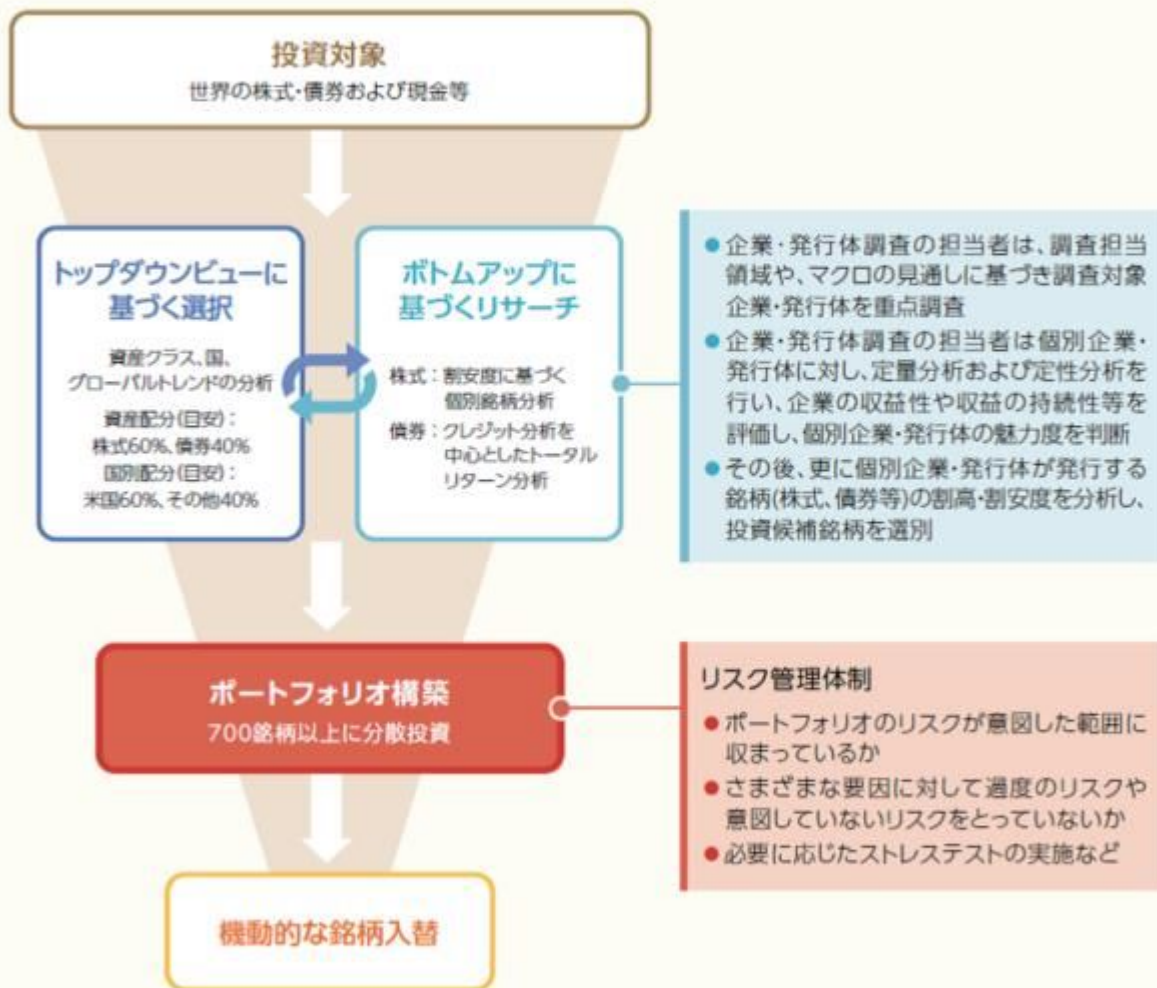 投資対象
世界の株式・債券および現金等
トップダウンビューに
基づく選択
資産クラス、国、
グローバルトレンドの分析
資産配分(目安)：
株式60%、債券40%
国別配分(目安)：
米国60%、その他40%
ボトムアップに
基づくリサーチ
株式：割安度に基づく
個別銘柄分析
債券：クレジット分析を
中心としたトータル
リターン分析
●企業・発行体調査の担当者は、調査担当
領域や、マクロの見通しに基づき調査対象
企業・発行体を重点調査
●企業・発行体調査の担当者は個別企業・
発行体に対し、定量分析および定性分析を
行い、企業の収益性や収益の持続性等を
評価し、個別企業・発行体の魅力度を判断
●その後、更に個別企業・発行体が発行する
銘柄(株式、債券等)の割高・割安度を分析し、
投資候補銘柄を選別
ポートフォリオ構築
700銘柄以上に分散投資
リスク管理体制
●ポートフォリオのリスクが意図した範囲に
収まっているか
●さまざまな要因に対して過度のリスクや
意図していないリスクをとっていないか
●必要に応じたストレステストの実施など
機動的な銘柄入替